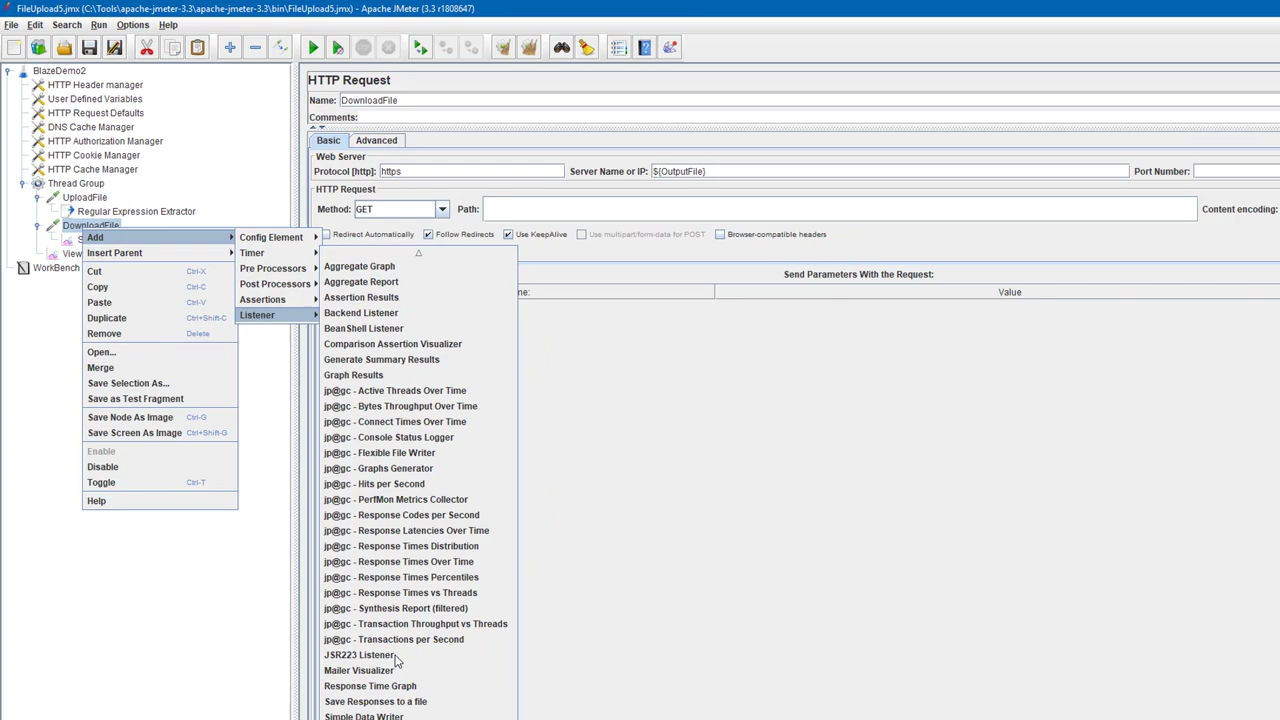 FileUpload5.jmx (C:\Tools\apache-jmeter-3.3\apache-jmeter-3.3\bin\FileUpload5.jmx) - Apache JMeter (3.3 r1808647)
File Edit Search Run Options Help
BlazeDemo2
HTTP Header manager
User Defined Variables
HTTP Request Defaults
DNS Cache Manager
HTTP Authorization Manager
HTTP Cookie Manager
HTTP Cache Manager
Thread Group
UploadFile
Regular Expression Extractor
DownloadFile
S
View
WorkBench
HTTP Request
Name: DownloadFile
Comments:
Basic Advanced
Web Server
Protocol [http]: https Server Name or IP: ${OutputFile} Port Number:
HTTP Request
Method: GET Path: Content encoding:
Redirect Automatically Follow Redirects Use KeepAlive Use multipart/form-data for POST Browser-compatible headers
Send Parameters With the Request:
me: Value
Add
Insert Parent
Cut Ctrl-X
Copy Ctrl-C
Paste Ctrl-V
Duplicate Ctrl+Shift-C
Remove Delete
Open...
Merge
Save Selection As...
Save as Test Fragment
Save Node As Image Ctrl-G
Save Screen As Image Ctrl+Shift-G
Enable
Disable
Toggle Ctrl-T
Help
Config Element
Timer
Pre Processors
Post Processors
Assertions
Listener
Aggregate Graph
Aggregate Report
Assertion Results
Backend Listener
BeanShell Listener
Comparison Assertion Visualizer
Generate Summary Results
Graph Results
jp@gc - Active Threads Over Time
jp@gc - Bytes Throughput Over Time
jp@gc - Connect Times Over Time
jp@gc - Console Status Logger
jp@gc - Flexible File Writer
jp@gc - Graphs Generator
jp@gc - Hits per Second
jp@gc - PerfMon Metrics Collector
jp@gc - Response Codes per Second
jp@gc - Response Latencies Over Time
jp@gc - Response Times Distribution
jp@gc - Response Times Over Time
jp@gc - Response Times Percentiles
jp@gc - Response Times vs Threads
jp@gc - Synthesis Report (filtered)
jp@gc - Transaction Throughput vs Threads
jp@gc - Transactions per Second
JSR223 Listener
Mailer Visualizer
Response Time Graph
Save Responses to a file
Simple Data Writer